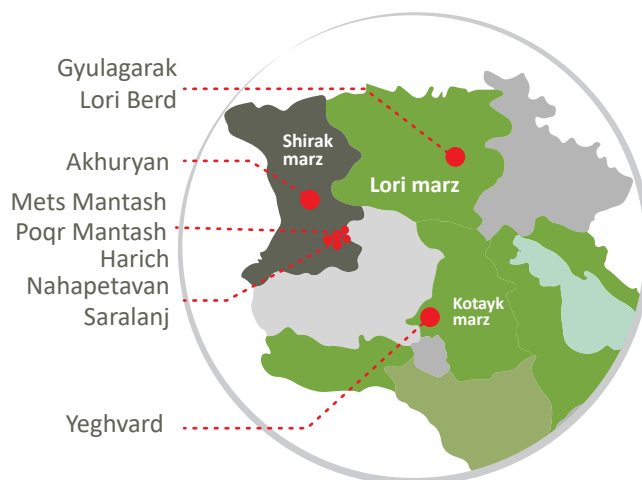 Gyulagarak
Lori Berd
Akhuryan
Mets Mantash
Poqr Mantash
Harich
Nahapetavan
Saralanj
Yeghvard
Shirak
marz
Lori marz
Kotayk
marz